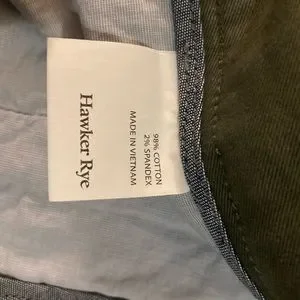 Hawker Rye
98% COTTON
2% SPANDEX
MADE IN VIETNAM